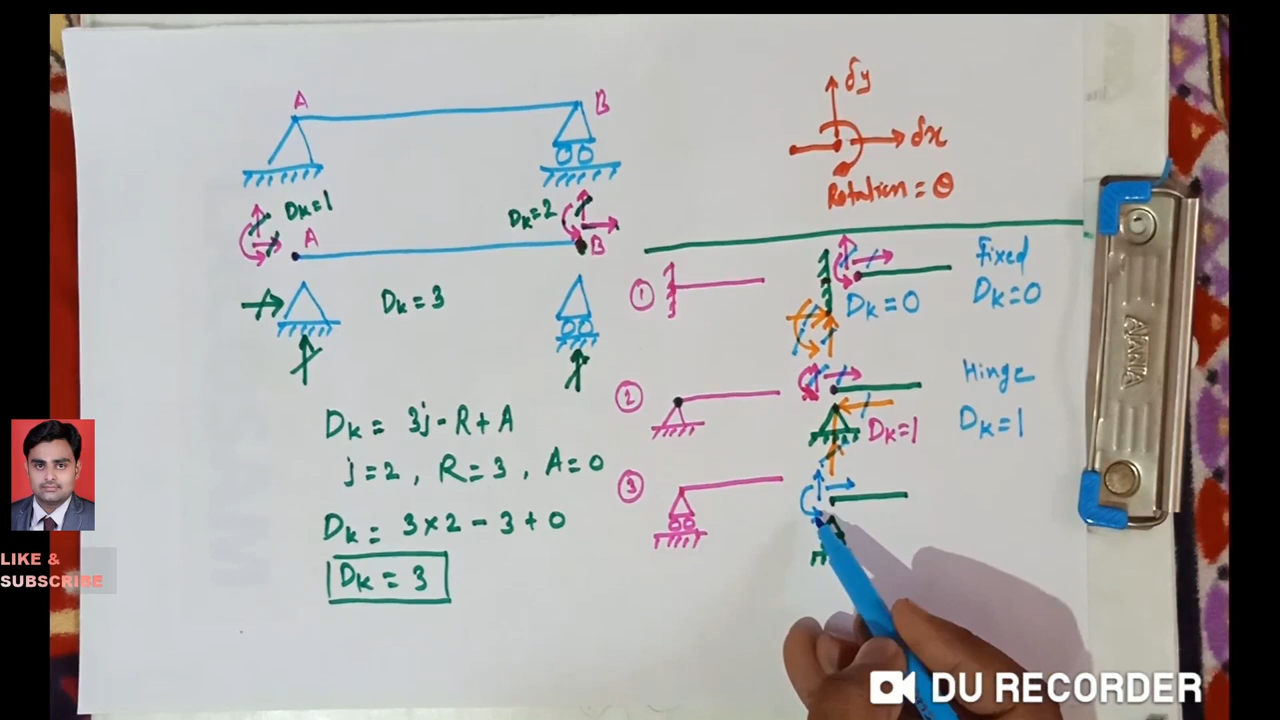 A
B
δy
δx
Rotation = θ
Dk=1
Dk=2
A
B
Dk = 3
①
Dk=0
Fixed
Dk=0
②
Dk=1
Hinge
Dk=1
③
Dk = 3j - R + A
j = 2 , R = 3 , A = 0
Dk = 3 × 2 - 3 + 0
Dk = 3
AJANTA
LIKE &
SUBSCRIBE
DU RECORDER